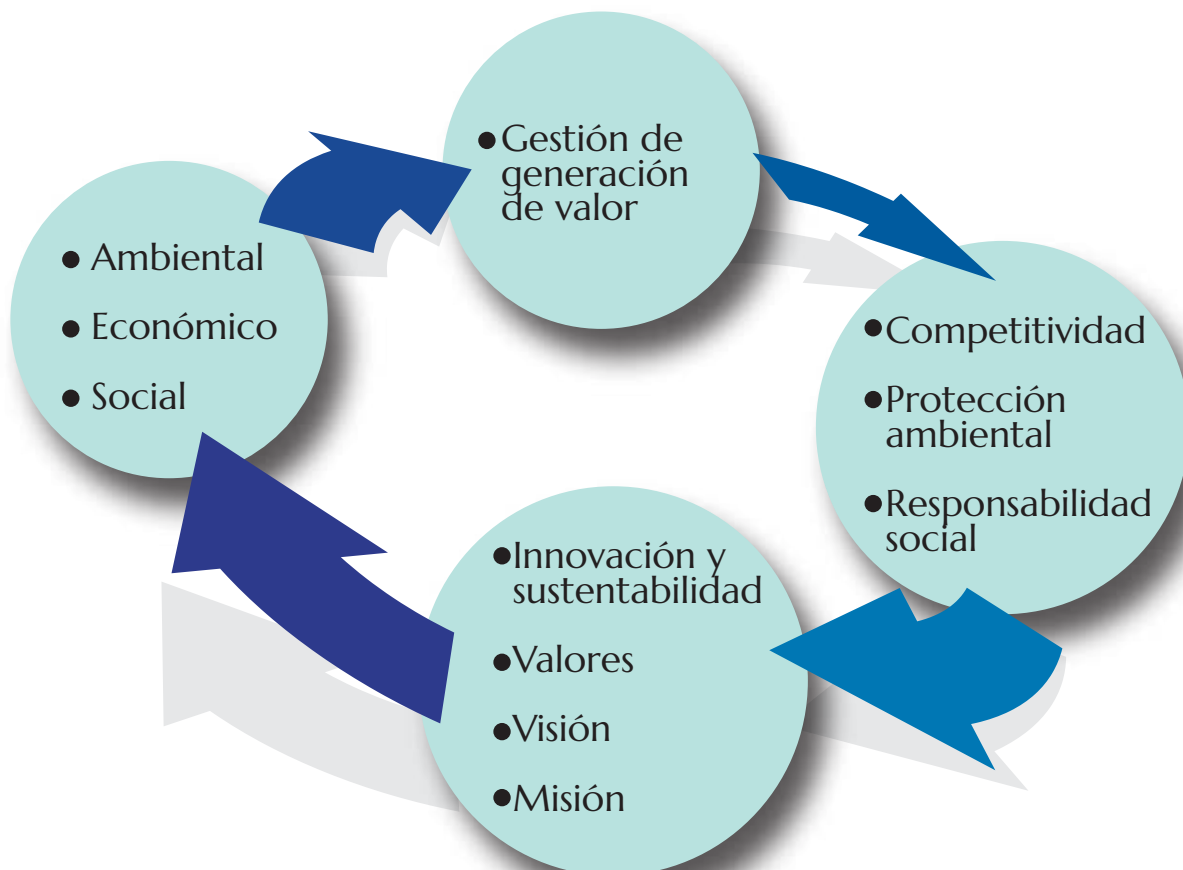 • Gestión de
generación
de valor
• Ambiental
• Económico
• Social
• Competitividad
• Protección
ambiental
• Responsabilidad
social
• Innovación y
sustentabilidad
• Valores
• Visión
• Misión